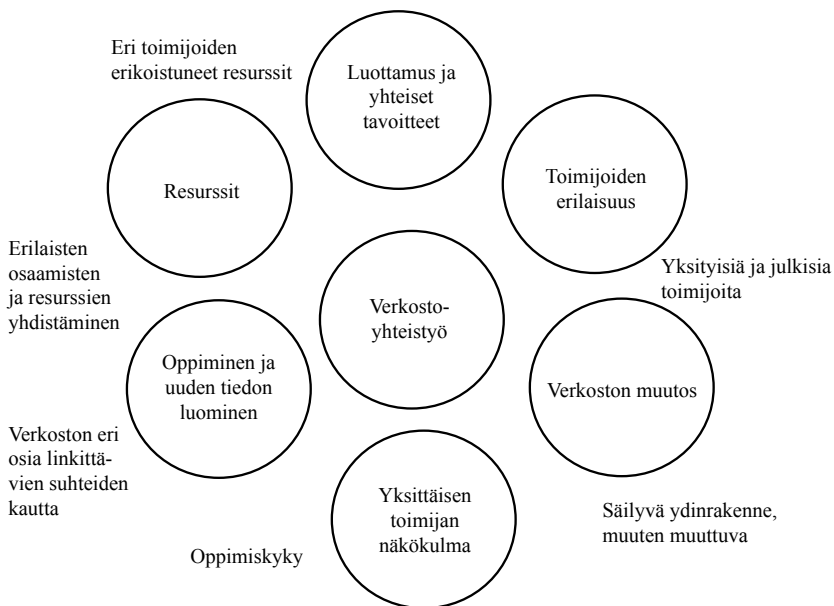 Eri toimijoiden
erikoistuneet resurssit
Luottamus ja
yhteiset
tavoitteet
Resurssit
Toimijoiden
erilaisuus
Erilaisten
osaamisten
ja resurssien
yhdistäminen
Yksityisiä ja julkisia
toimijoita
Verkosto-
yhteistyö
Oppiminen ja
uuden tiedon
luominen
Verkoston muutos
Verkoston eri
osia linkittä-
vien suhteiden
kautta
Yksittäisen
toimijan
näkökulma
Säilyvä ydinrakenne,
muuten muuttuva
Oppimiskyky